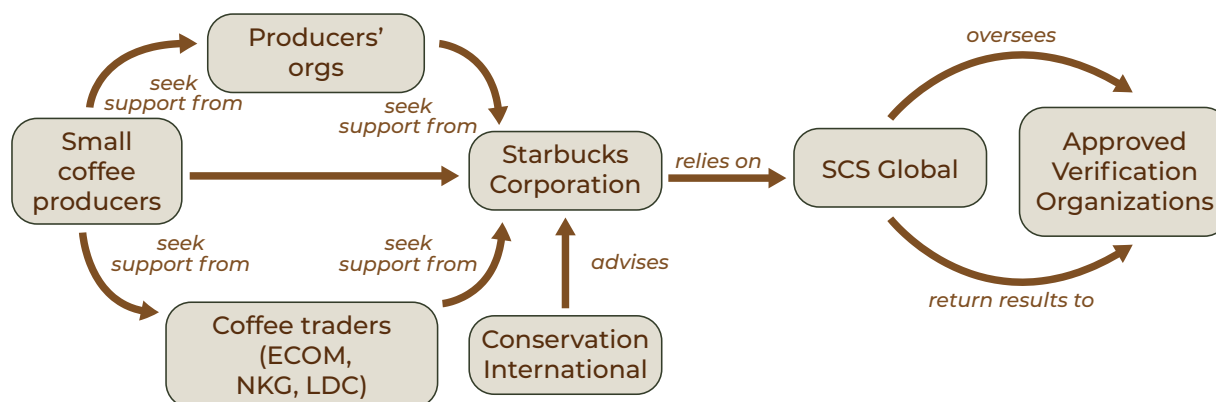 Producers’
orgs
oversees
seek
support from
seek
support from
Small
coffee
producers
Starbucks
Corporation
relies on
SCS Global
Approved
Verification
Organizations
seek
support from
seek
support from
advises
return results to
Coffee traders
(ECOM,
NKG, LDC)
Conservation
International